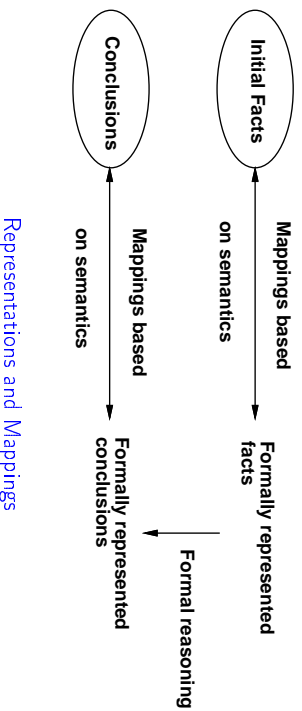 Representations and Mappings
Initial Facts
Mappings based
on semantics
Formally represented
facts
Formal reasoning
Conclusions
Mappings based
on semantics
Formally represented
conclusions